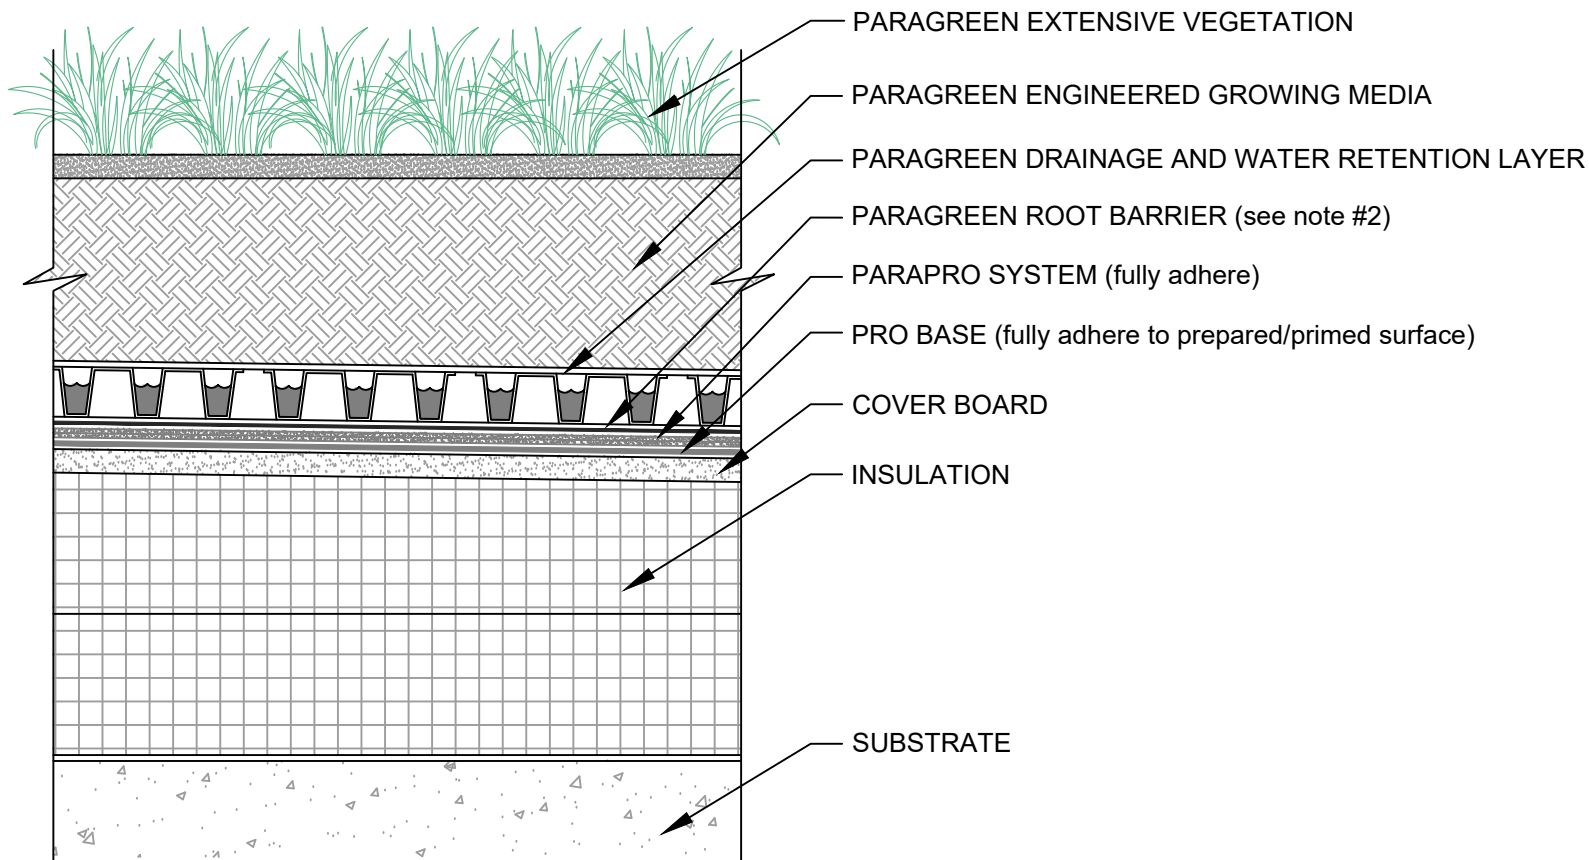 PARAGREEN EXTENSIVE VEGETATION
PARAGREEN ENGINEERED GROWING MEDIA
PARAGREEN DRAINAGE AND WATER RETENTION LAYER
PARAGREEN ROOT BARRIER (see note #2)
PARAPRO SYSTEM (fully adhere)
PRO BASE (fully adhere to prepared/primed surface)
COVER BOARD
INSULATION
SUBSTRATE